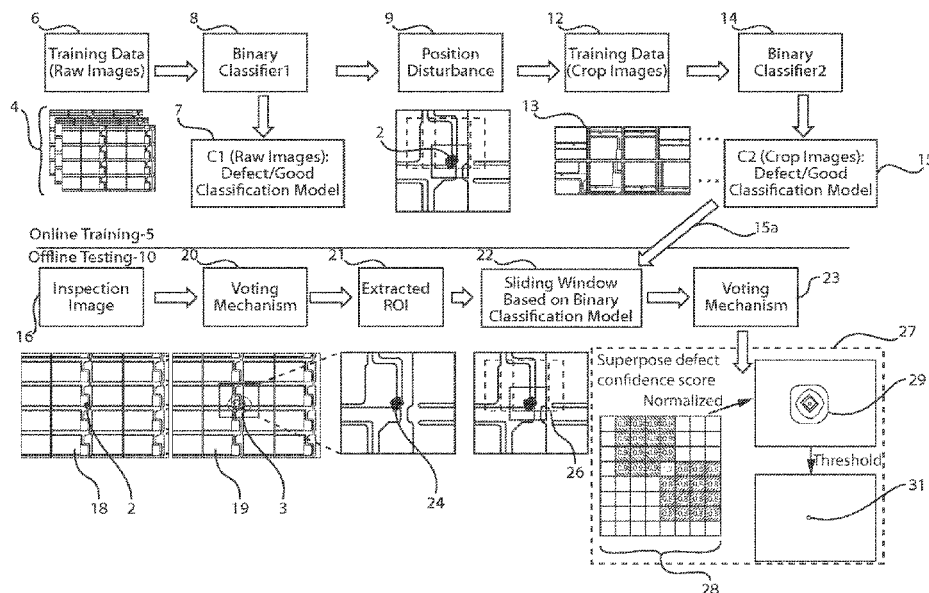 6
8
9
12
14
Training Data
(Raw Images)
Binary
Classifier1
Position
Disturbance
Training Data
(Crop Images)
Binary
Classifier2
4
7
2
13
C1 (Raw Images):
Defect/Good
Classification Model
C2 (Crop Images):
Defect/Good
Classification Model
15
15a
Online Training-5
Offline Testing-10
20
21
22
Inspection
Image
Voting
Mechanism
Extracted
ROI
Sliding Window
Based on Binary
Classification Model
Voting
Mechanism
23
16
27
Superpose defect
confidence score
Normalized
29
Threshold
31
18
2
19
3
24
26
28